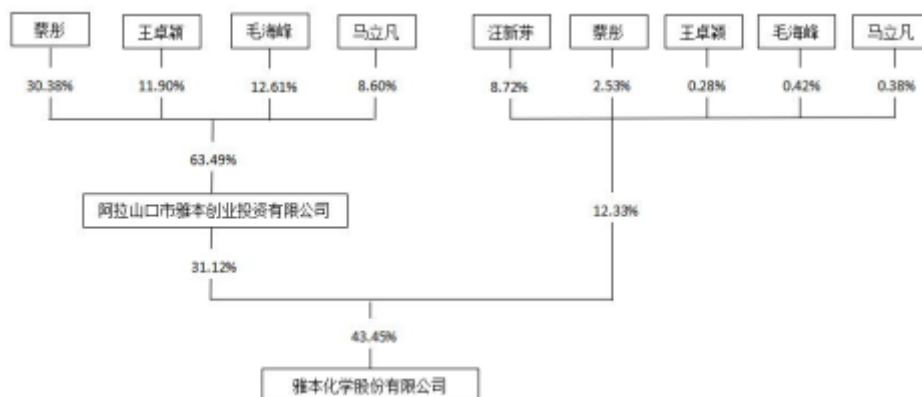 蔡彤 王卓颖 毛海峰 马立凡 汪新芽 蔡彤 王卓颖 毛海峰 马立凡
30.38% 11.90% 12.61% 8.60% 8.72% 2.53% 0.28% 0.42% 0.38%
63.49%
阿拉山口市雅本创业投资有限公司 12.33%
31.12%
43.45%
雅本化学股份有限公司